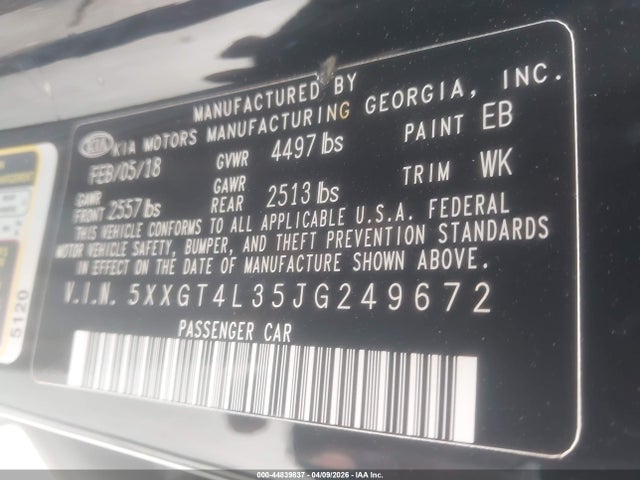 MANUFACTURED BY
KIA KIA MOTORS MANUFACTURING GEORGIA, INC.
FEB/05/18 GVWR 4497 lbs PAINT EB
GAWR FRONT 2557 lbs GAWR REAR 2513 lbs TRIM WK
THIS VEHICLE CONFORMS TO ALL APPLICABLE U.S.A. FEDERAL
MOTOR VEHICLE SAFETY, BUMPER, AND THEFT PREVENTION STANDARDS
IN EFFECT ON THE DATE OF MANUFACTURE SHOWN ABOVE.
V.I.N. 5XXGT4L35JG249672
PASSENGER CAR
5120
000-44839837 04/09/2026 IAA Inc.